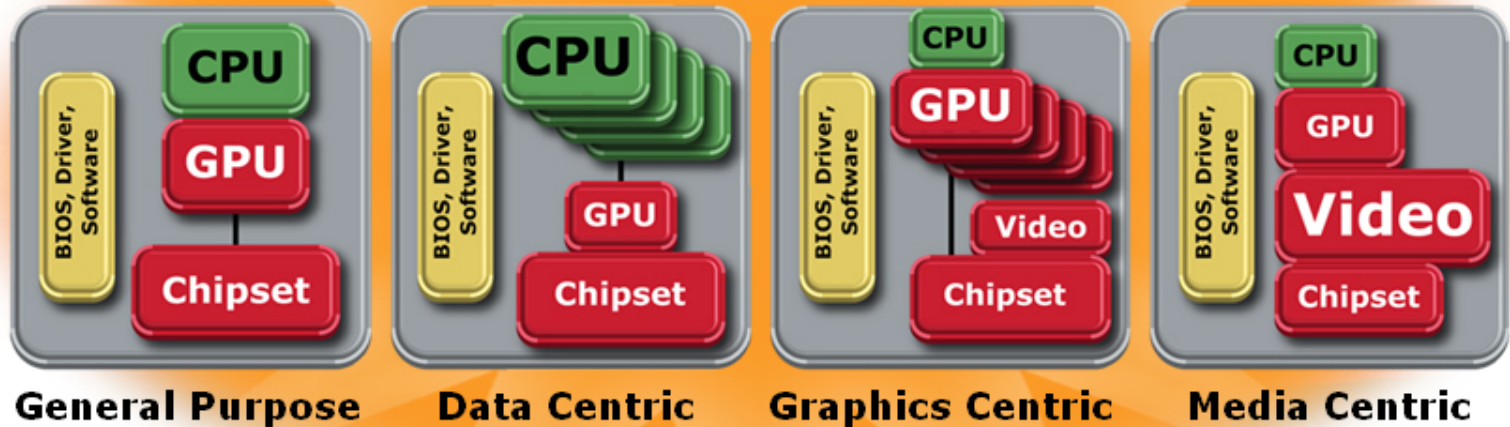 CPU
BIOS, Driver,
Software
GPU
Chipset
General Purpose
CPU
BIOS, Driver,
Software
GPU
Chipset
Data Centric
CPU
GPU
BIOS, Driver,
Software
Video
Chipset
Graphics Centric
CPU
BIOS, Driver,
Software
GPU
Video
Chipset
Media Centric